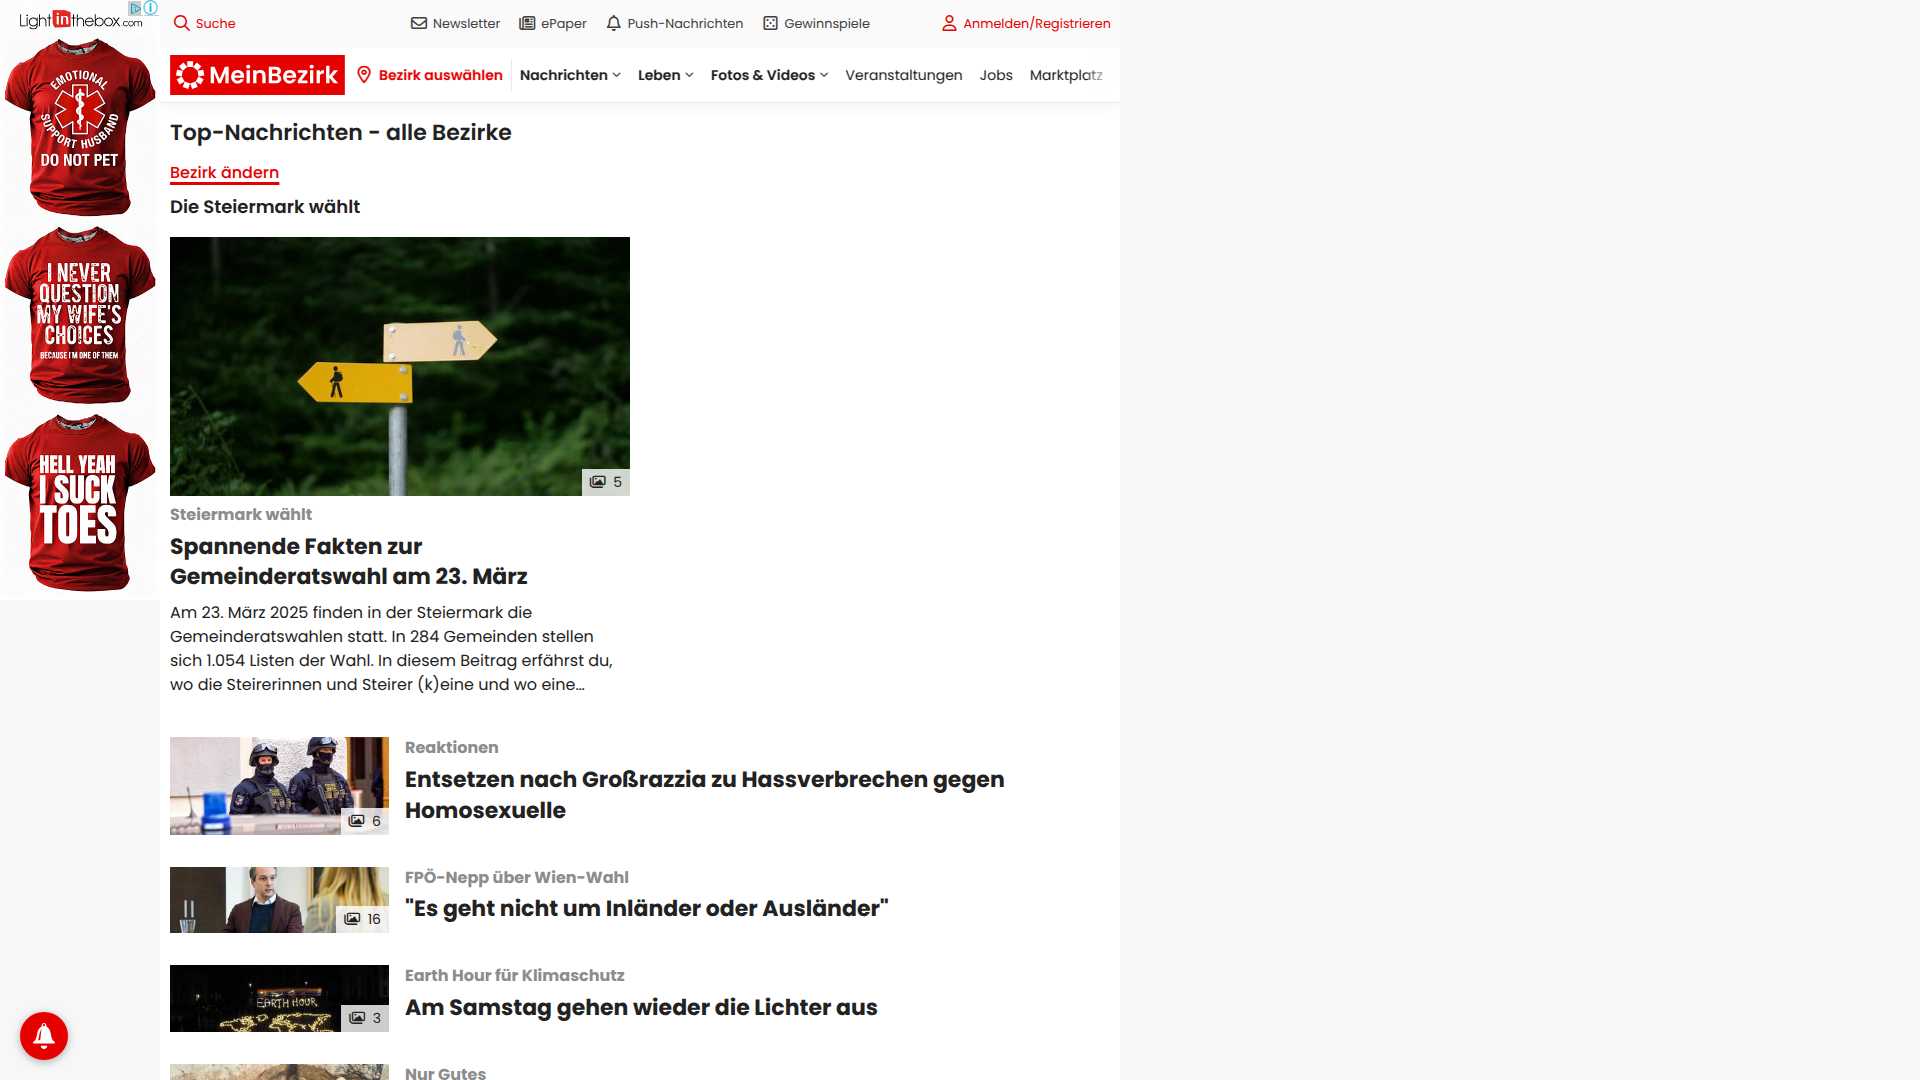 Lightinthebox.com
EMOTIONAL
SUPPORT HUSBAND
DO NOT PET
I NEVER
QUESTION
MY WIFE'S
CHOICES
BECAUSE I'M ONE OF THEM
HELL YEAH
I SUCK
TOES
Suche
Newsletter
ePaper
Push-Nachrichten
Gewinnspiele
Anmelden/Registrieren
MeinBezirk
Bezirk auswählen
Nachrichten
Leben
Fotos & Videos
Veranstaltungen
Jobs
Marktplatz
Top-Nachrichten - alle Bezirke
Bezirk ändern
Die Steiermark wählt
5
Steiermark wählt
Spannende Fakten zur
Gemeinderatswahl am 23. März
Am 23. März 2025 finden in der Steiermark die
Gemeinderatswahlen statt. In 284 Gemeinden stellen
sich 1.054 Listen der Wahl. In diesem Beitrag erfährst du,
wo die Steirerinnen und Steirer (k)eine und wo eine...
6
Reaktionen
Entsetzen nach Großrazzia zu Hassverbrechen gegen
Homosexuelle
16
FPÖ-Nepp über Wien-Wahl
"Es geht nicht um Inländer oder Ausländer"
EARTH HOUR
3
Earth Hour für Klimaschutz
Am Samstag gehen wieder die Lichter aus
Nur Gutes